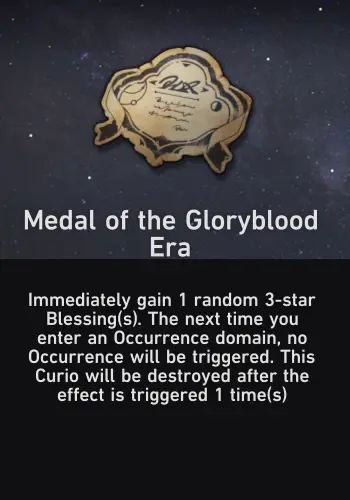 Medal of the Gloryblood
Era
Immediately gain 1 random 3-star
Blessing(s). The next time you
enter an Occurrence domain, no
Occurrence will be triggered. This
Curio will be destroyed after the
effect is triggered 1 time(s)